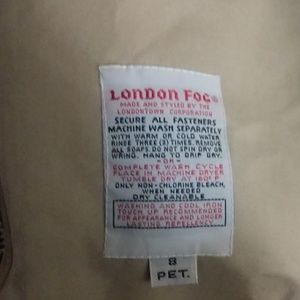 LONDON FOG®
MADE AND STYLED BY THE
LONDONTOWN CORPORATION
SECURE ALL FASTENERS
MACHINE WASH SEPARATELY
WITH WARM OR COLD WATER
RINSE THREE (3) TIMES. REMOVE
ALL SOAPS. DO NOT SPIN DRY OR
WRING. HANG TO DRIP DRY.
-OR-
COMPLETE WASH CYCLE
PLACE IN MACHINE DRYER
TUMBLE DRY AT 160°F
ONLY NON-CHLORINE BLEACH,
WHEN NEEDED
DRY CLEANABLE
WASHING AND COOL IRON
TOUCH UP RECOMMENDED
FOR APPEARANCE AND LONGER
LASTING REPELLENCY
8
PET.